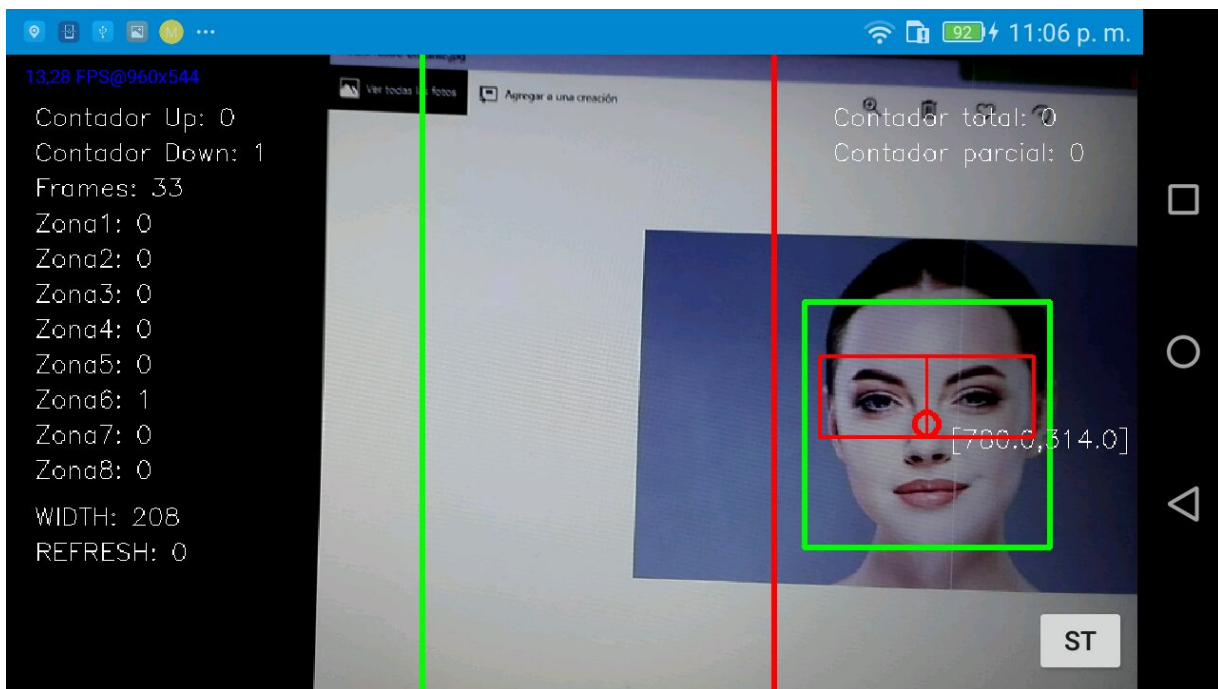 92 11:06 p. m.
13,28 FPS@960x544
Ver todas las fotos
Agregar a una creación
Contador Up: 0
Contador Down: 1
Frames: 33
Zona1: 0
Zona2: 0
Zona3: 0
Zona4: 0
Zona5: 0
Zona6: 1
Zona7: 0
Zona8: 0
WIDTH: 208
REFRESH: 0
Contador total: 0
Contador parcial: 0
[780.0,314.0]
ST
M